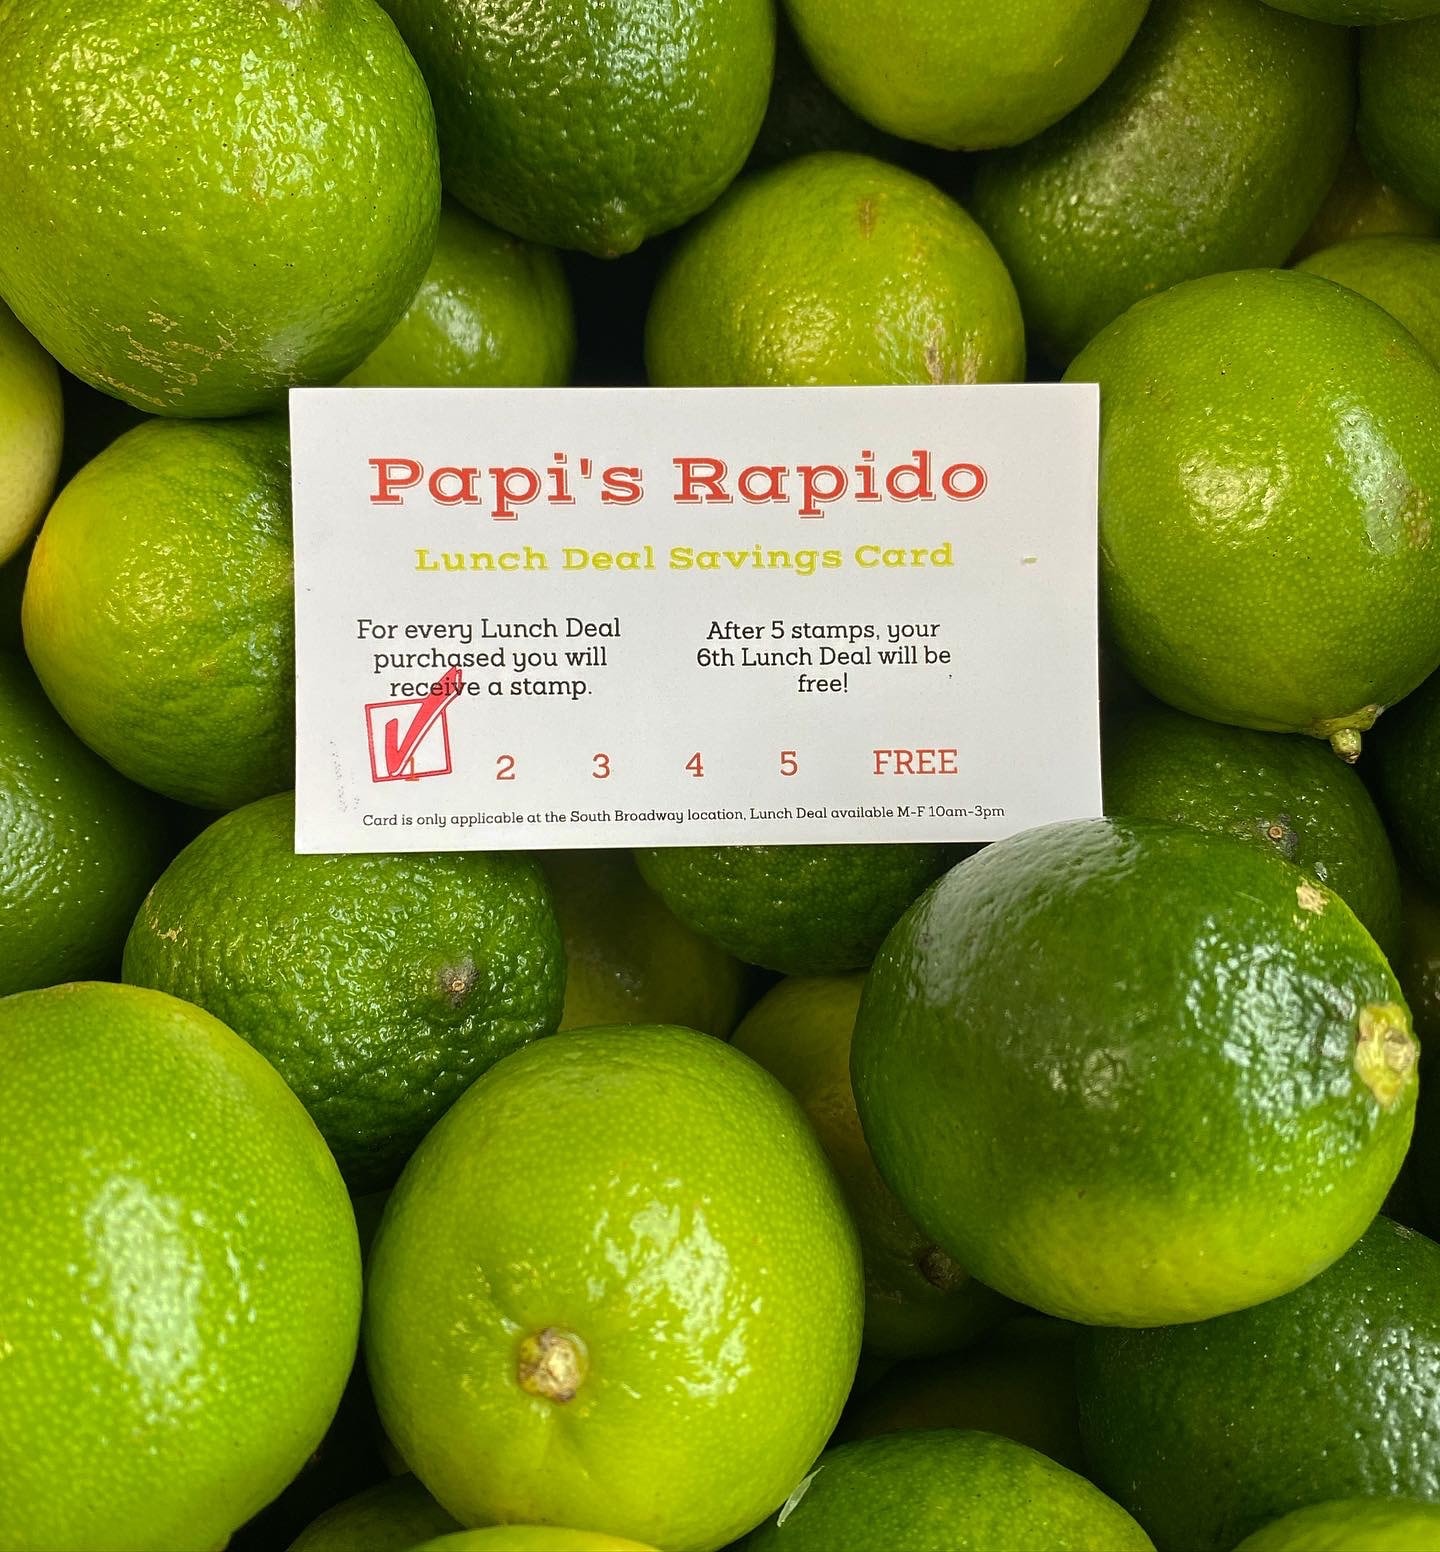 Papi's Rapido
Lunch Deal Savings Card
For every Lunch Deal
purchased you will
receive a stamp.
After 5 stamps, your
6th Lunch Deal will be
free!
1 2 3 4 5 FREE
Card is only applicable at the South Broadway location, Lunch Deal available M-F 10am-3pm